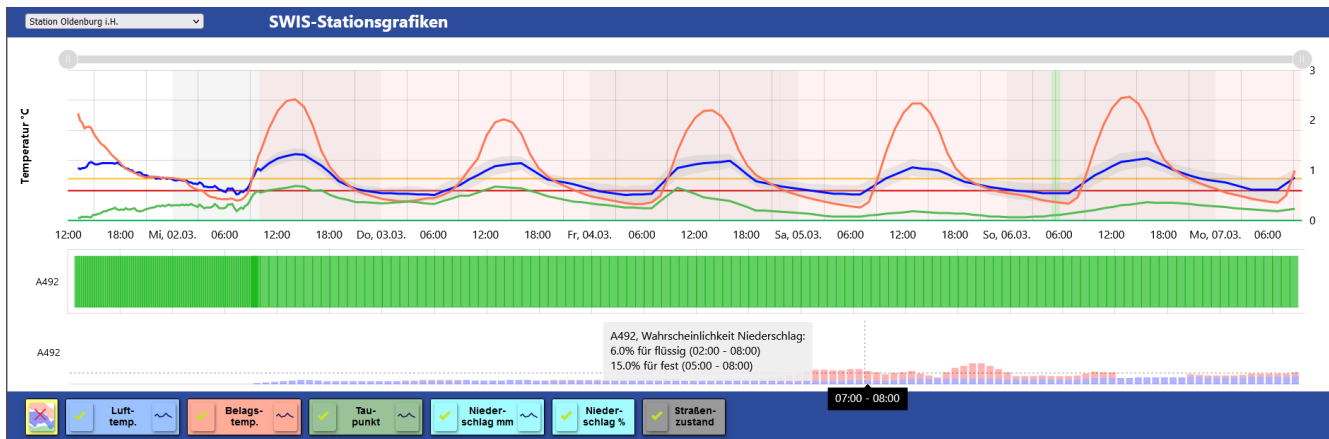 Station Oldenburg i.H.
SWIS-Stationsgrafiken
Temperatur °C
3
2
1
0
12:00 18:00 Mi, 02.03. 06:00 12:00 18:00 Do, 03.03. 06:00 12:00 18:00 Fr, 04.03. 06:00 12:00 18:00 Sa, 05.03. 06:00 12:00 18:00 So, 06.03. 06:00 12:00 18:00 Mo, 07.03. 06:00
A492
A492
A492, Wahrscheinlichkeit Niederschlag:
6.0% für flüssig (02:00 - 08:00)
15.0% für fest (05:00 - 08:00)
07:00 - 08:00
Luft-
temp.
Belags-
temp.
Tau-
punkt
Nieder-
schlag mm
Nieder-
schlag %
Straßen-
zustand